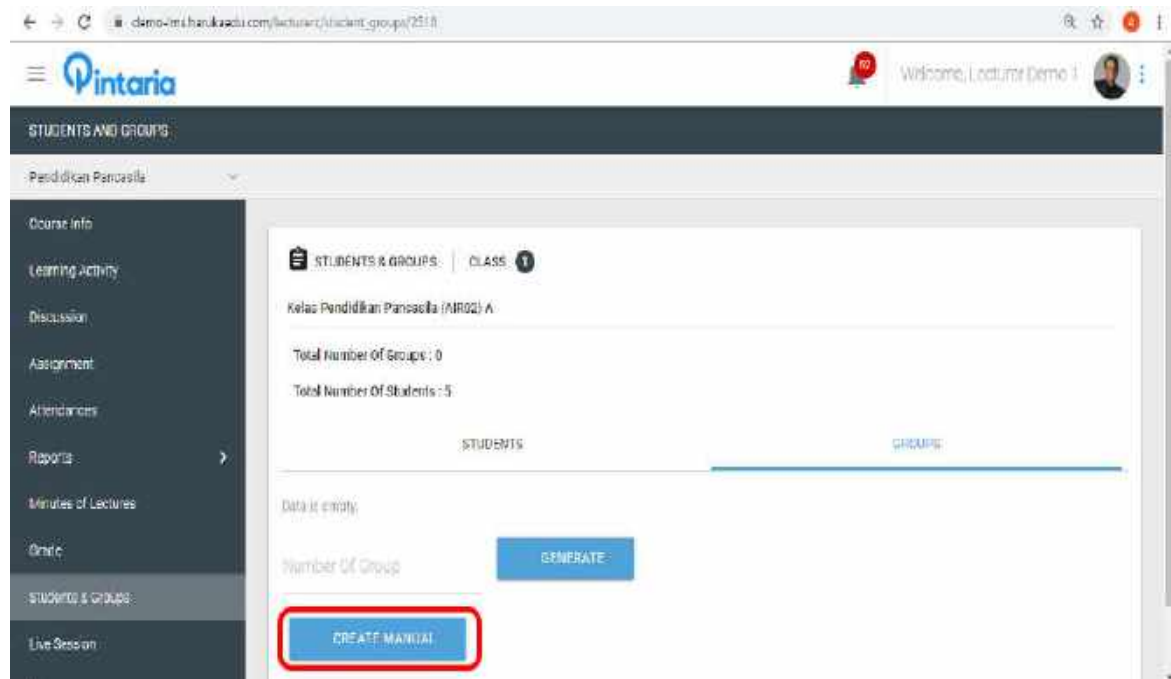 demo-lms.harukaedu.com/lecturerc/student_groups/2518
Pintaria
Welcome, Lecturer Demo 1
STUDENTS AND GROUPS
Pendidikan Pancasila
Course Info
Learning Activity
Discussion
Assignment
Attendances
Reports
Minutes of Lectures
Grade
Students & Groups
Live Session
STUDENTS & GROUPS | CLASS 1
Kelas Pendidikan Pancasila (AIR02) A
Total Number Of Groups : 0
Total Number Of Students : 5
STUDENTS
GROUPS
Data is empty.
Number Of Group
GENERATE
CREATE MANUAL